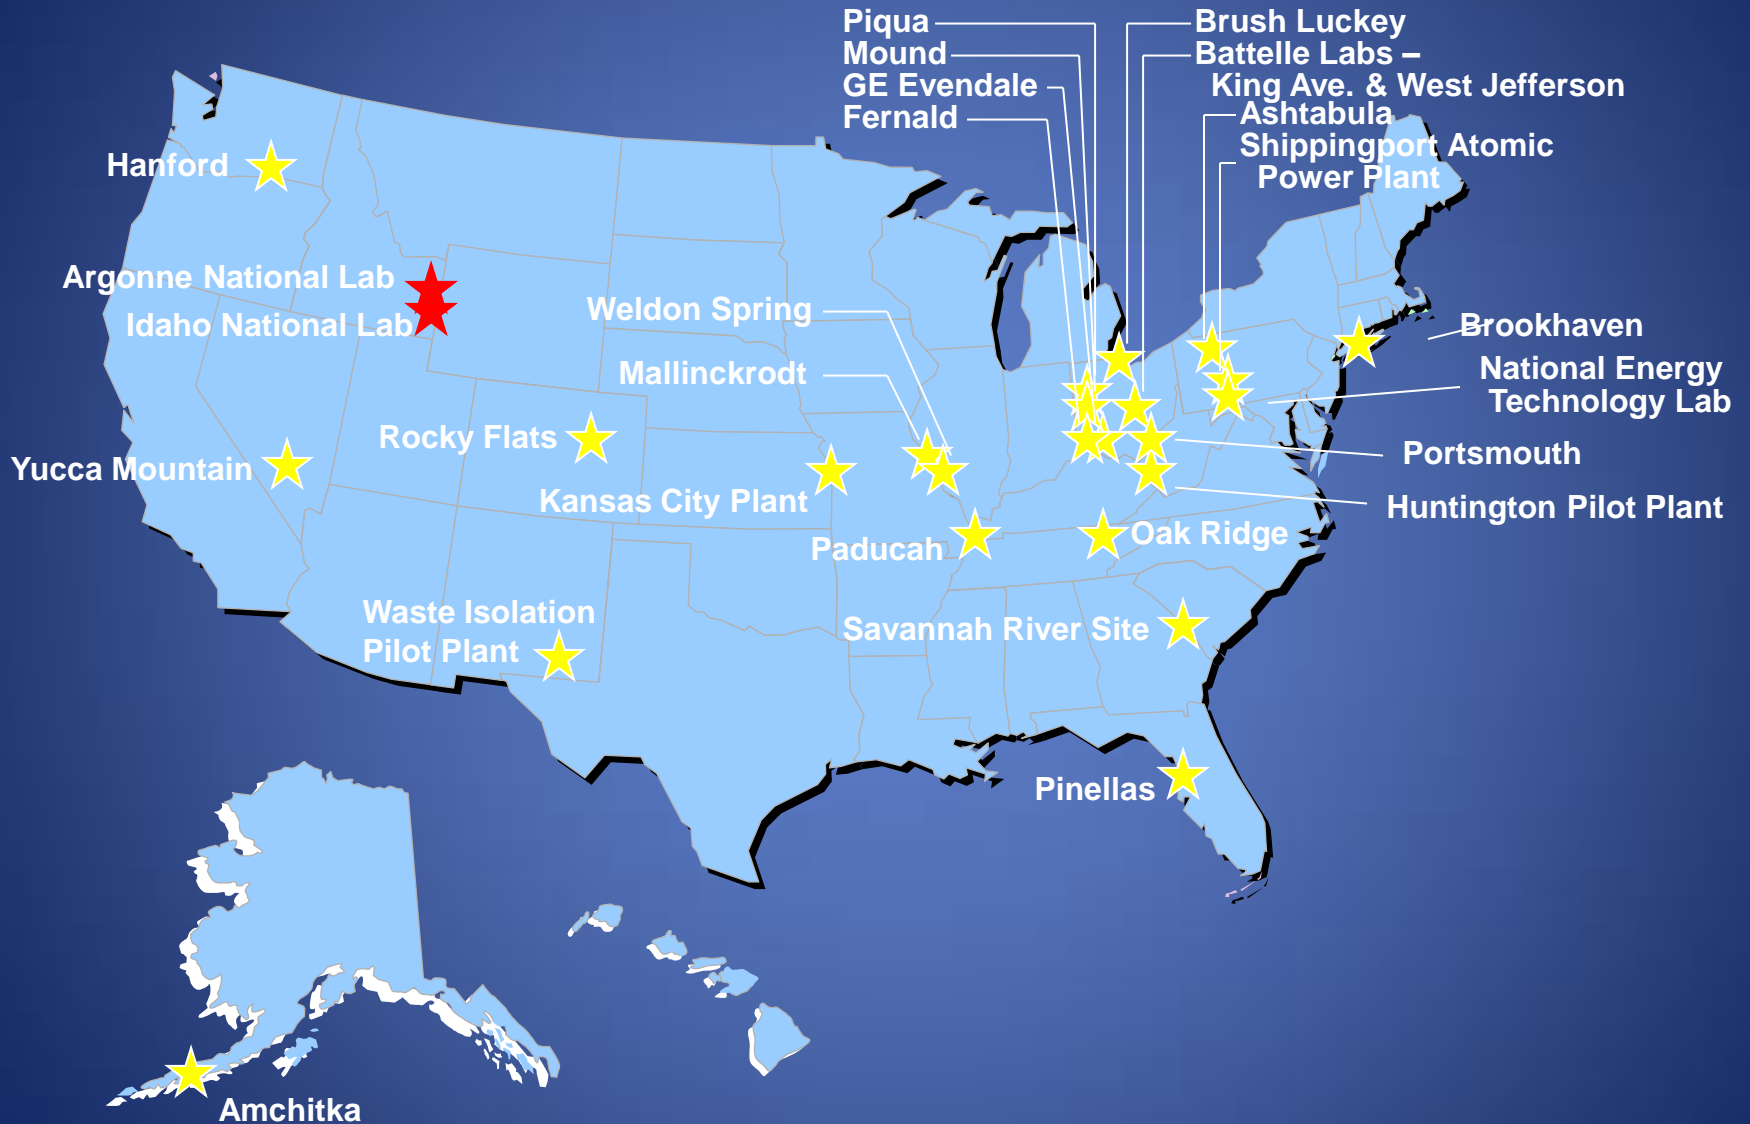 Piqua
Mound
GE Evendale
Fernald
Brush Luckey
Battelle Labs –
King Ave. & West Jefferson
Ashtabula
Shippingport Atomic
Power Plant
Hanford
Argonne National Lab
Idaho National Lab
Weldon Spring
Mallinckrodt
Brookhaven
National Energy
Technology Lab
Rocky Flats
Yucca Mountain
Kansas City Plant
Portsmouth
Huntington Pilot Plant
Paducah
Oak Ridge
Waste Isolation
Pilot Plant
Savannah River Site
Pinellas
Amchitka